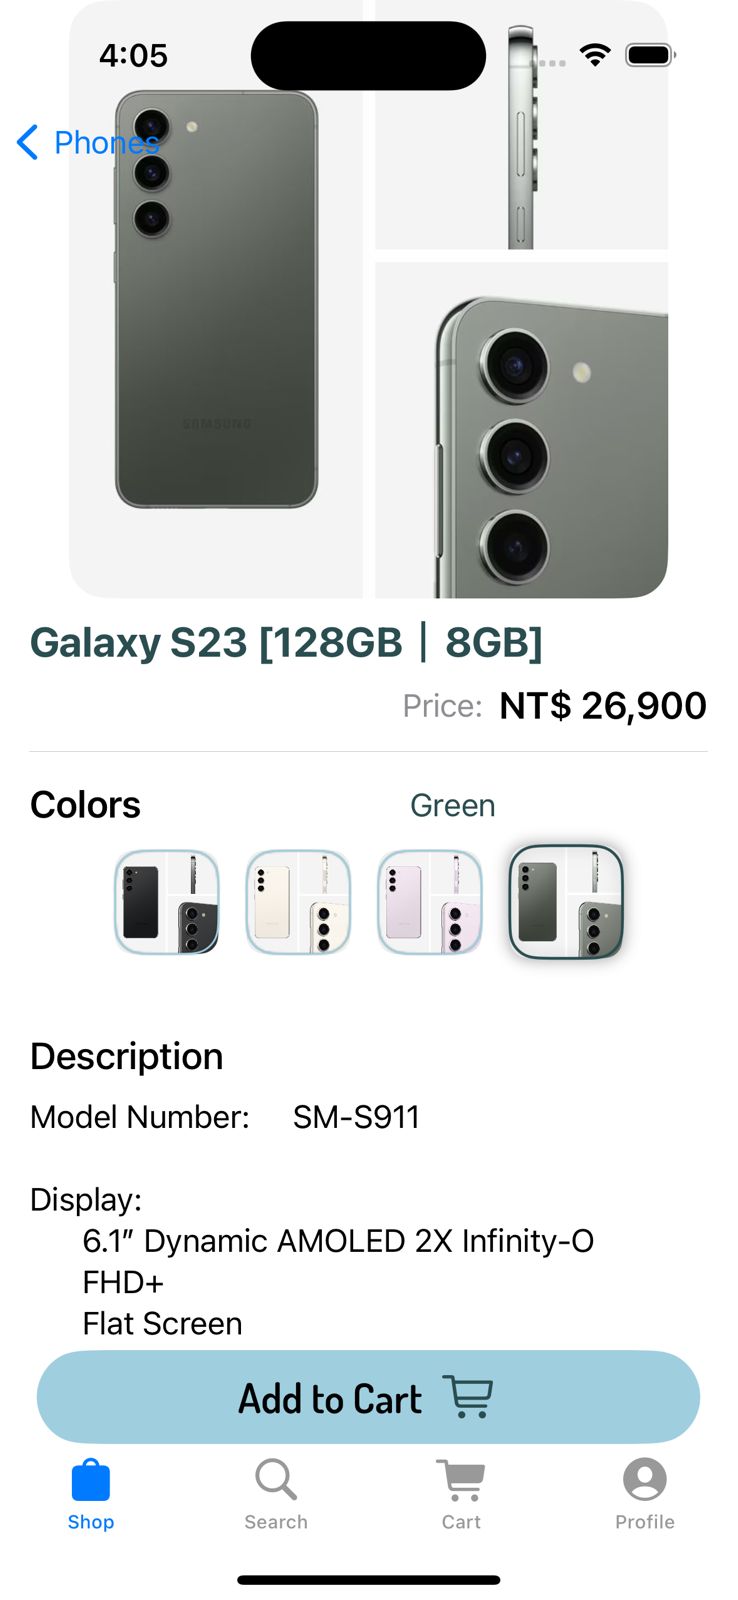 4:05
Phones
SAMSUNG
Galaxy S23 [128GB | 8GB]
Price: NT$ 26,900
Colors Green
Description
Model Number: SM-S911
Display:
6.1” Dynamic AMOLED 2X Infinity-O
FHD+
Flat Screen
Add to Cart
Shop Search Cart Profile